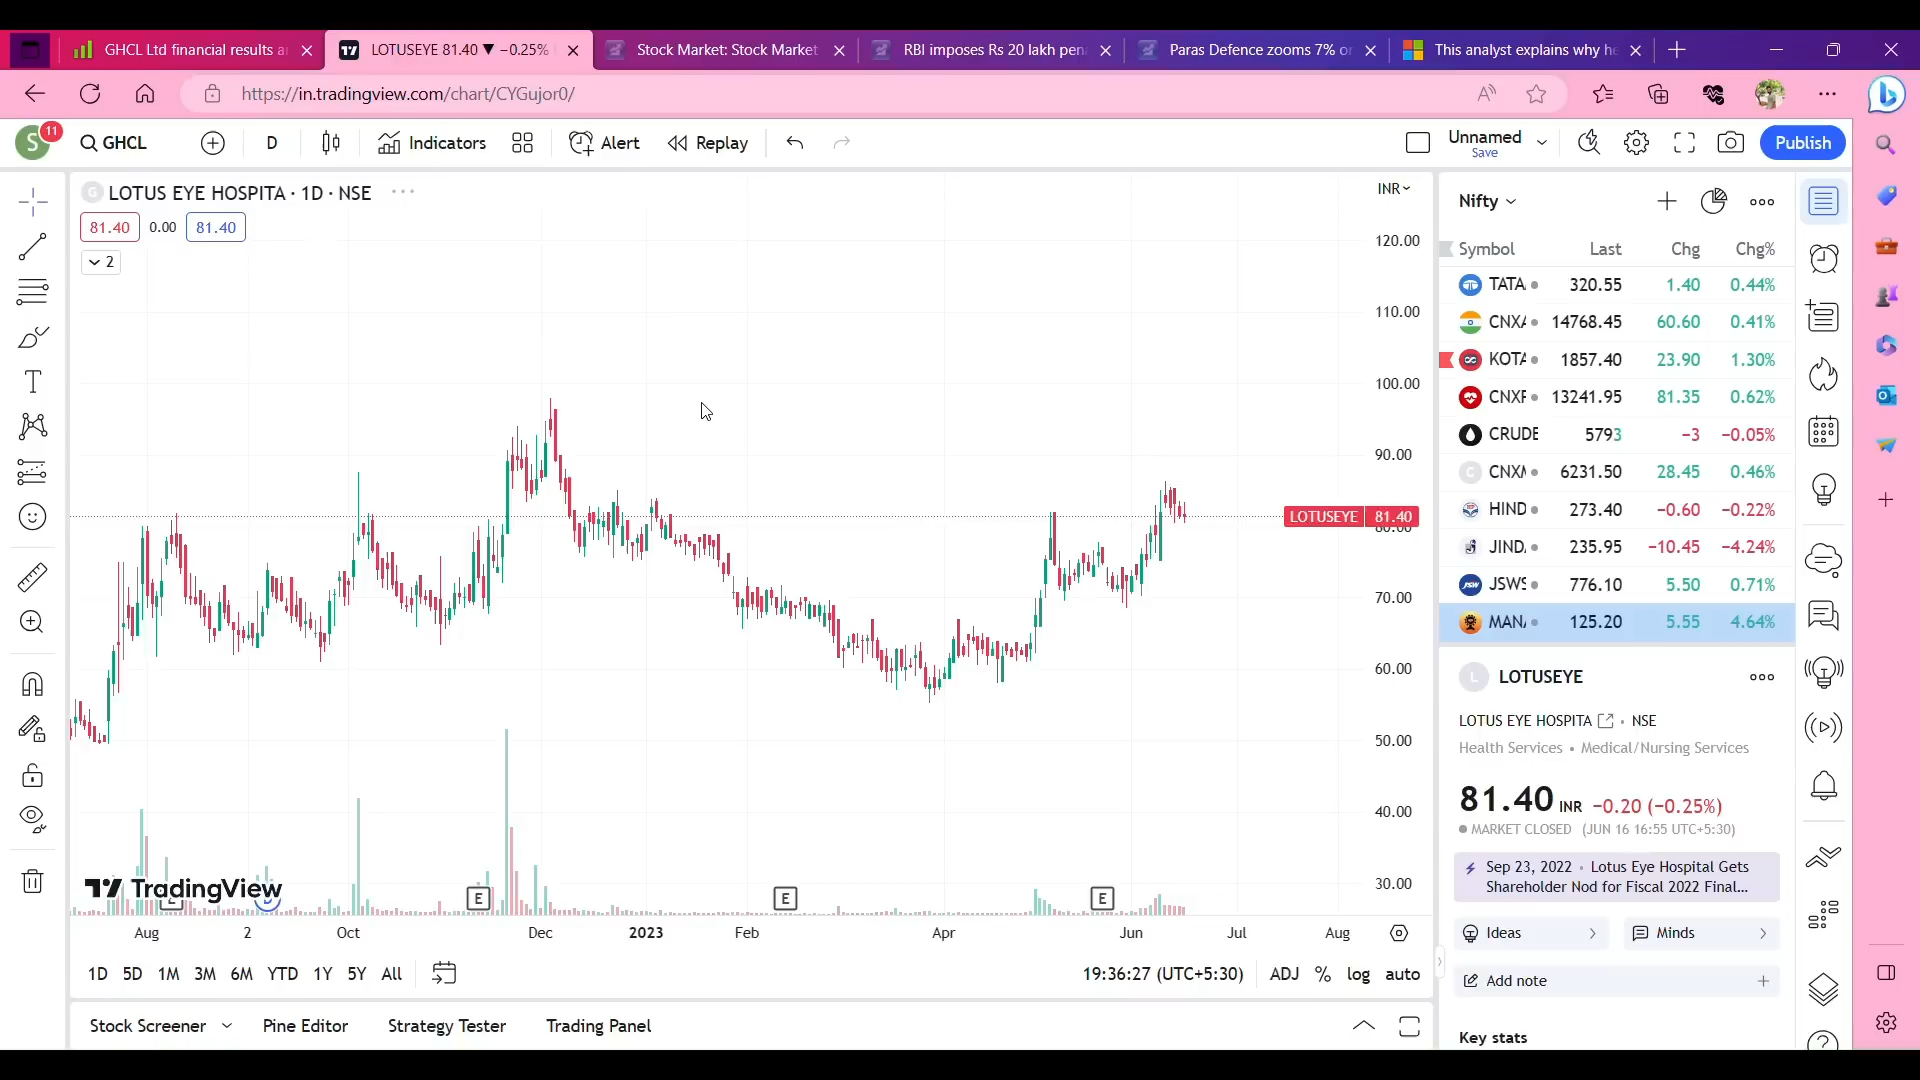 GHCL Ltd financial results a
LOTUSEYE 81.40 ▼ −0.25%
Stock Market: Stock Market
RBI imposes Rs 20 lakh pen
Paras Defence zooms 7% or
This analyst explains why he
https://in.tradingview.com/chart/CYGujor0/
S 11 GHCL D Indicators Alert Replay
Unnamed
Save
Publish
LOTUS EYE HOSPITA · 1D · NSE
81.40 0.00 81.40
2
INR
120.00
110.00
100.00
90.00
LOTUSEYE 81.40
80.00
70.00
60.00
50.00
40.00
30.00
TradingView
E E E
Aug 2 Oct Dec 2023 Feb Apr Jun Jul Aug
1D 5D 1M 3M 6M YTD 1Y 5Y All
19:36:27 (UTC+5:30) ADJ % log auto
Stock Screener Pine Editor Strategy Tester Trading Panel
Nifty
Symbol Last Chg Chg%
TATA 320.55 1.40 0.44%
CNXA 14768.45 60.60 0.41%
KOTA 1857.40 23.90 1.30%
CNXF 13241.95 81.35 0.62%
CRUDE 5793 −3 −0.05%
CNXM 6231.50 28.45 0.46%
HIND 273.40 −0.60 −0.22%
JIND 235.95 −10.45 −4.24%
JSWS 776.10 5.50 0.71%
MANA 125.20 5.55 4.64%
L LOTUSEYE
LOTUS EYE HOSPITA · NSE
Health Services • Medical/Nursing Services
81.40 INR −0.20 (−0.25%)
MARKET CLOSED (JUN 16 16:55 UTC+5:30)
Sep 23, 2022 · Lotus Eye Hospital Gets
Shareholder Nod for Fiscal 2022 Final...
Ideas Minds
Add note
Key stats